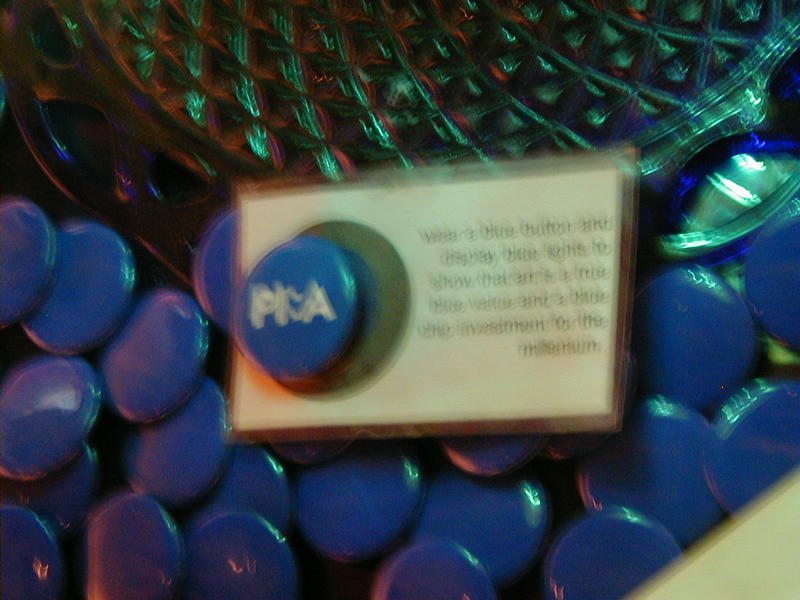 Wear a blue button and
display blue lights to
show that art is a true
blue value and a blue
chip investment for the
millenium.